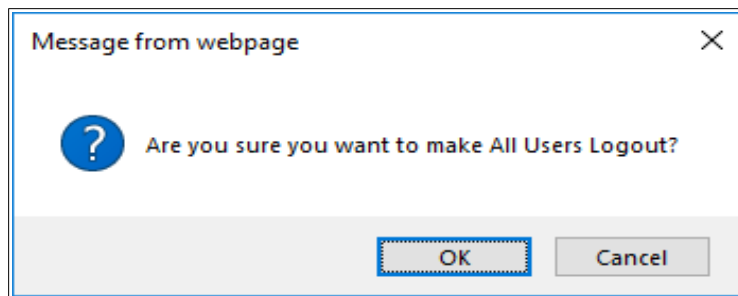 Message from webpage
?
Are you sure you want to make All Users Logout?
OK
Cancel